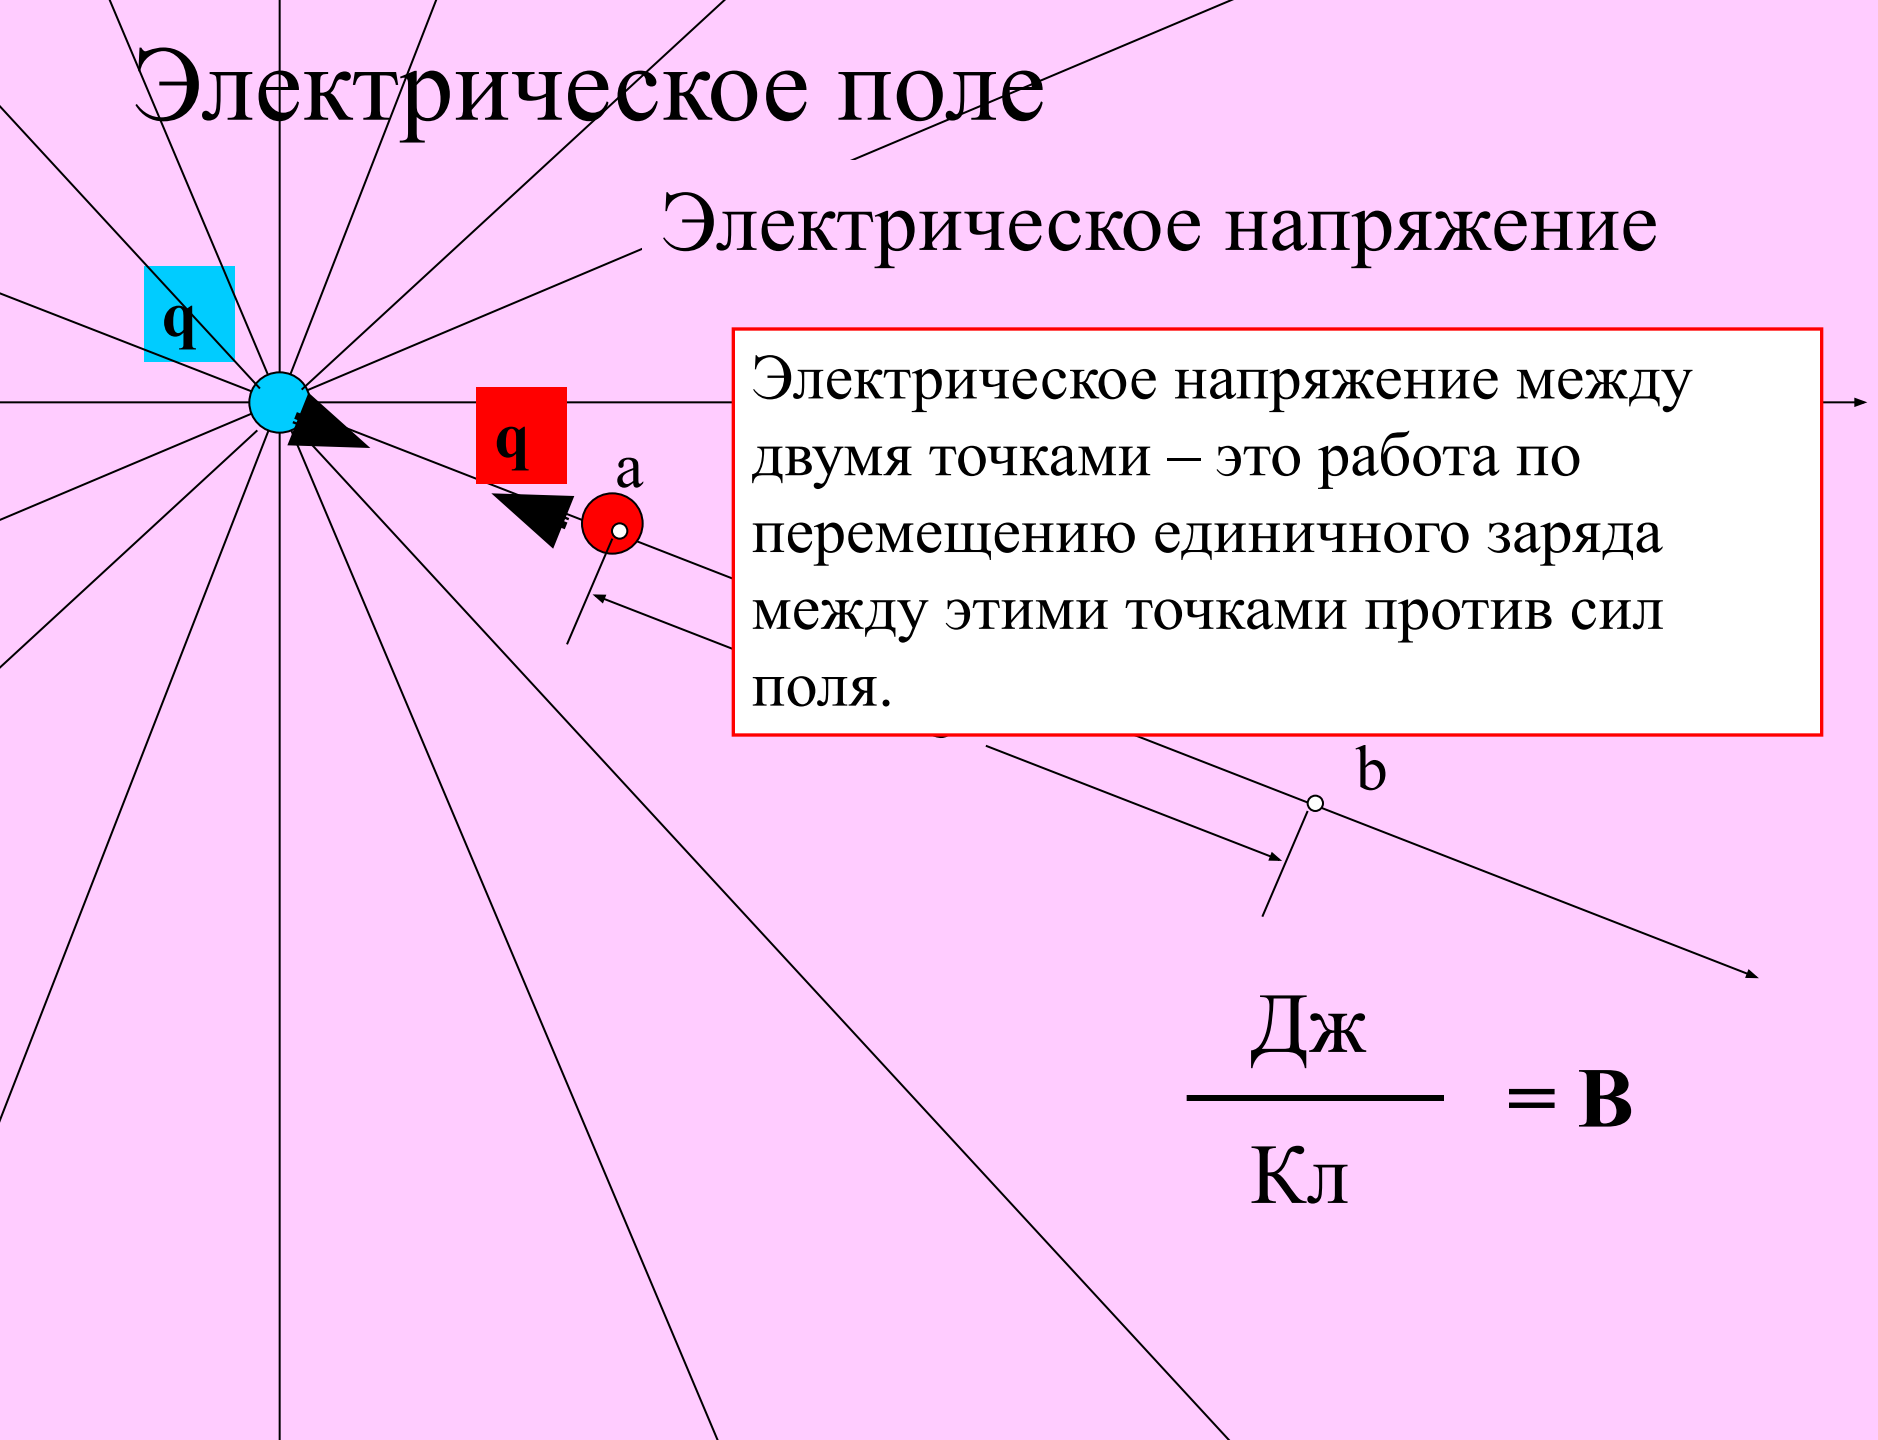 Электрическое поле
Электрическое напряжение
q
q
a
Электрическое напряжение между
двумя точками – это работа по
перемещению единичного заряда
между этими точками против сил
поля.
b
Дж
= В
Кл